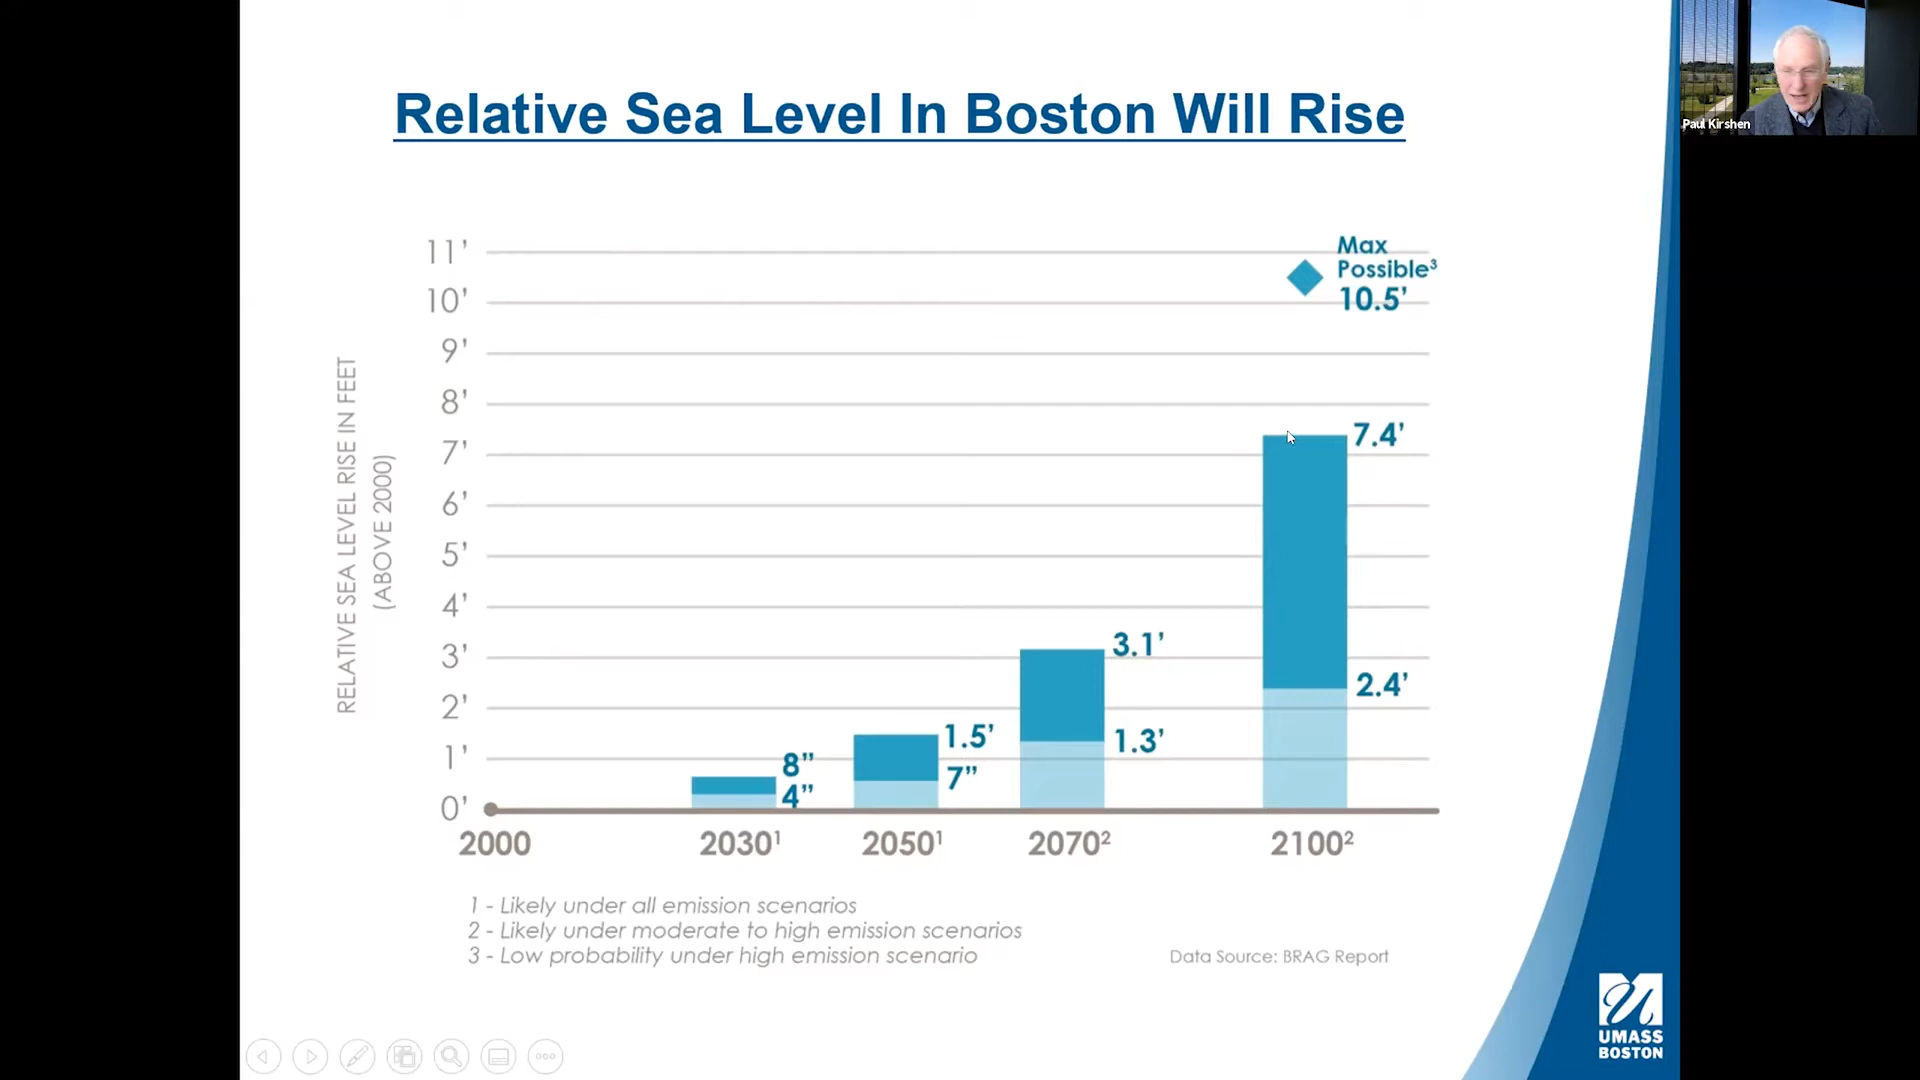 Relative Sea Level In Boston Will Rise
Paul Kirshen
RELATIVE SEA LEVEL RISE IN FEET
(ABOVE 2000)
11’
10’
9’
8’
7’
6’
5’
4’
3’
2’
1’
0’
Max
Possible³
10.5’
7.4’
2.4’
3.1’
1.3’
1.5’
7”
8”
4”
2000
2030¹
2050¹
2070²
2100²
1 - Likely under all emission scenarios
2 - Likely under moderate to high emission scenarios
3 - Low probability under high emission scenario
Data Source: BRAG Report
UMASS
BOSTON